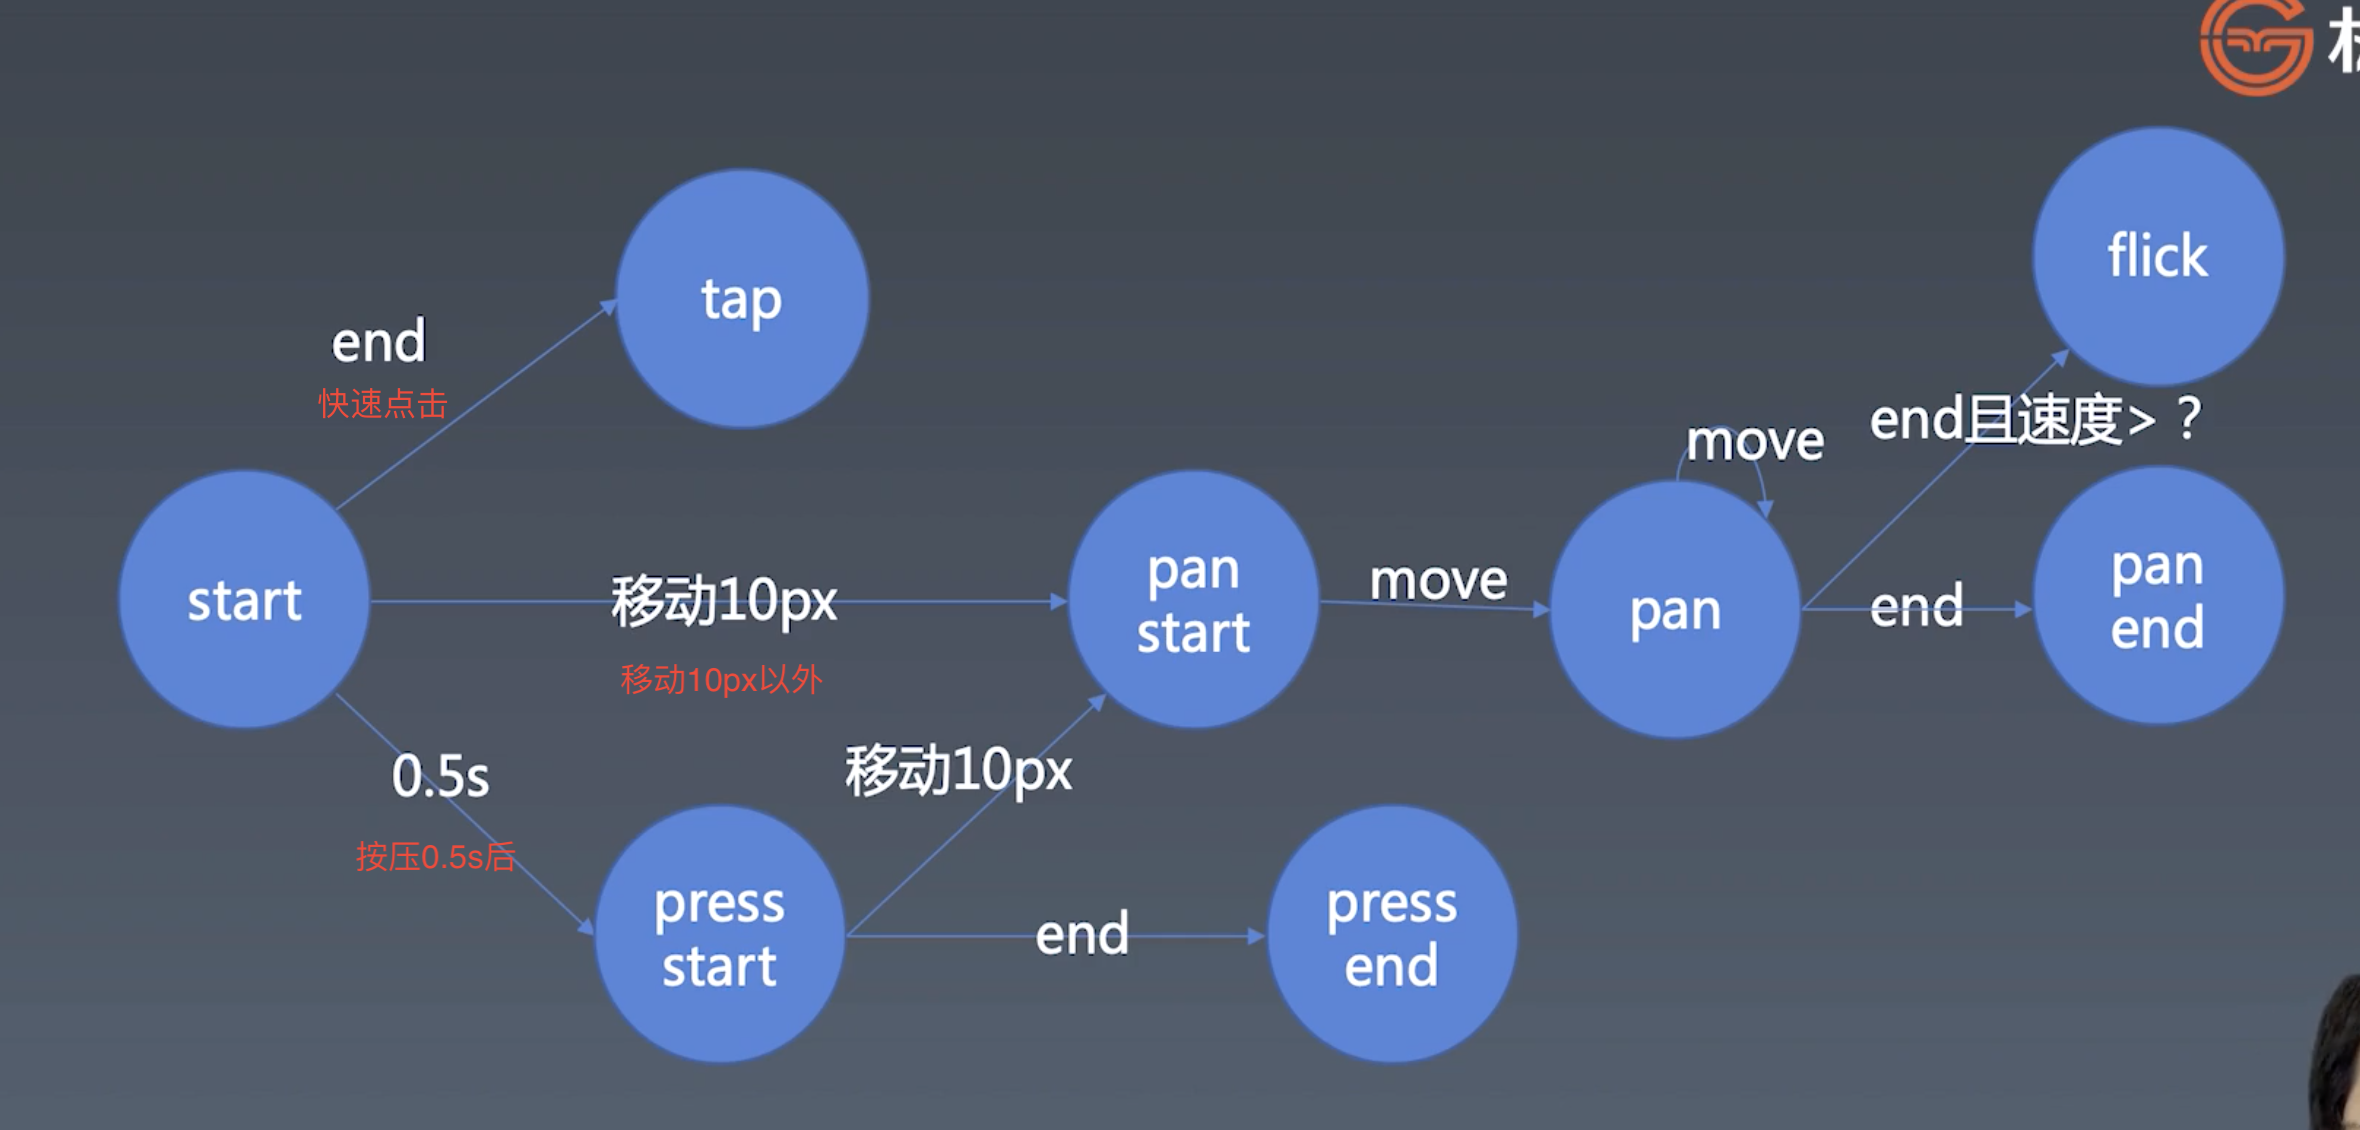 flick
tap
end
快速点击
end且速度>？
move
start
移动10px
移动10px以外
pan
start
move
pan
end
pan
end
0.5s
按压0.5s后
移动10px
press
start
end
press
end